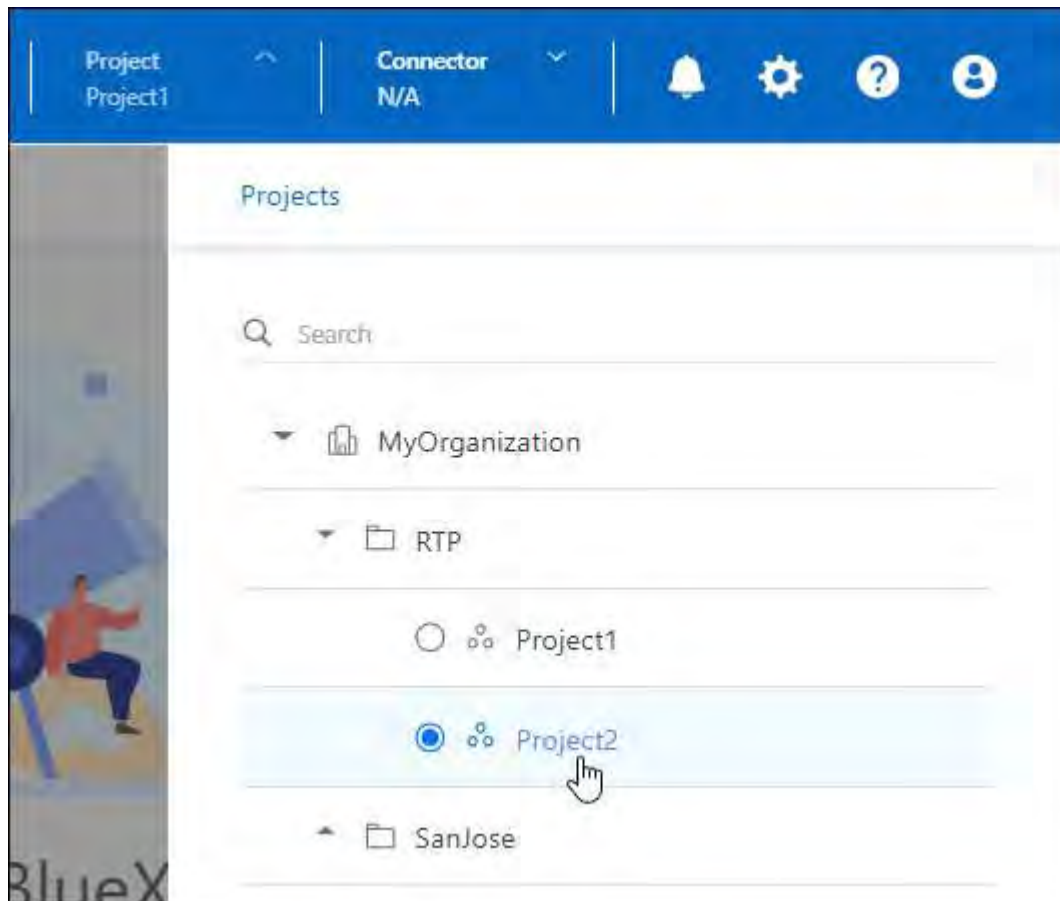 Project
Project1
Connector
N/A
Projects
Search
MyOrganization
RTP
Project1
Project2
SanJose
BlueX